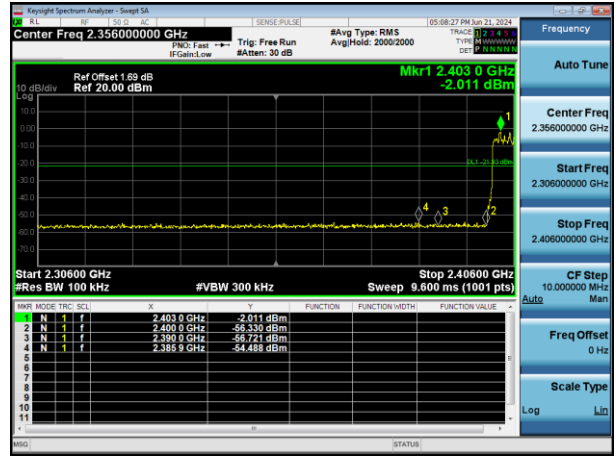 Keysight Spectrum Analyzer - Swept SA
RL RF 50 Ω AC SENSE:PULSE 05:08:27 PM Jun 21, 2024
Center Freq 2.356000000 GHz
PNO: Fast
IFGain:Low
Trig: Free Run
#Atten: 30 dB
#Avg Type: RMS
Avg|Hold: 2000/2000
TRACE 1 2 3 4 5 6
TYPE M W W W W W
DET P N N N N N
Ref Offset 1.69 dB
10 dB/div Ref 20.00 dBm
Log
Mkr1 2.403 0 GHz
-2.011 dBm
10.0
0.00
-10.0
-20.0
-30.0
-40.0
-50.0
-60.0
-70.0
1
DL1 -21.93 dBm
4
3
2
Start 2.30600 GHz Stop 2.40600 GHz
#Res BW 100 kHz #VBW 300 kHz Sweep 9.600 ms (1001 pts)
MKR MODE TRC SCL X Y FUNCTION FUNCTION WIDTH FUNCTION VALUE
1 N 1 f 2.403 0 GHz -2.011 dBm
2 N 1 f 2.400 0 GHz -56.330 dBm
3 N 1 f 2.390 0 GHz -56.721 dBm
4 N 1 f 2.385 9 GHz -54.488 dBm
5
6
7
8
9
10
11
MSG STATUS
Frequency
Auto Tune
Center Freq
2.356000000 GHz
Start Freq
2.306000000 GHz
Stop Freq
2.406000000 GHz
CF Step
10.000000 MHz
Auto Man
Freq Offset
0 Hz
Scale Type
Log Lin